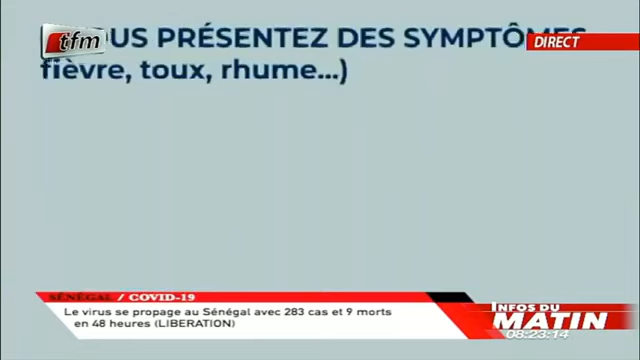 tfm
OUS PRÉSENTEZ DES SYMPTÔMES
DIRECT
fièvre, toux, rhume...)
SÉNÉGAL / COVID-19
Le virus se propage au Sénégal avec 283 cas et 9 morts
en 48 heures (LIBERATION)
INFOS DU
MATIN
08:23:14